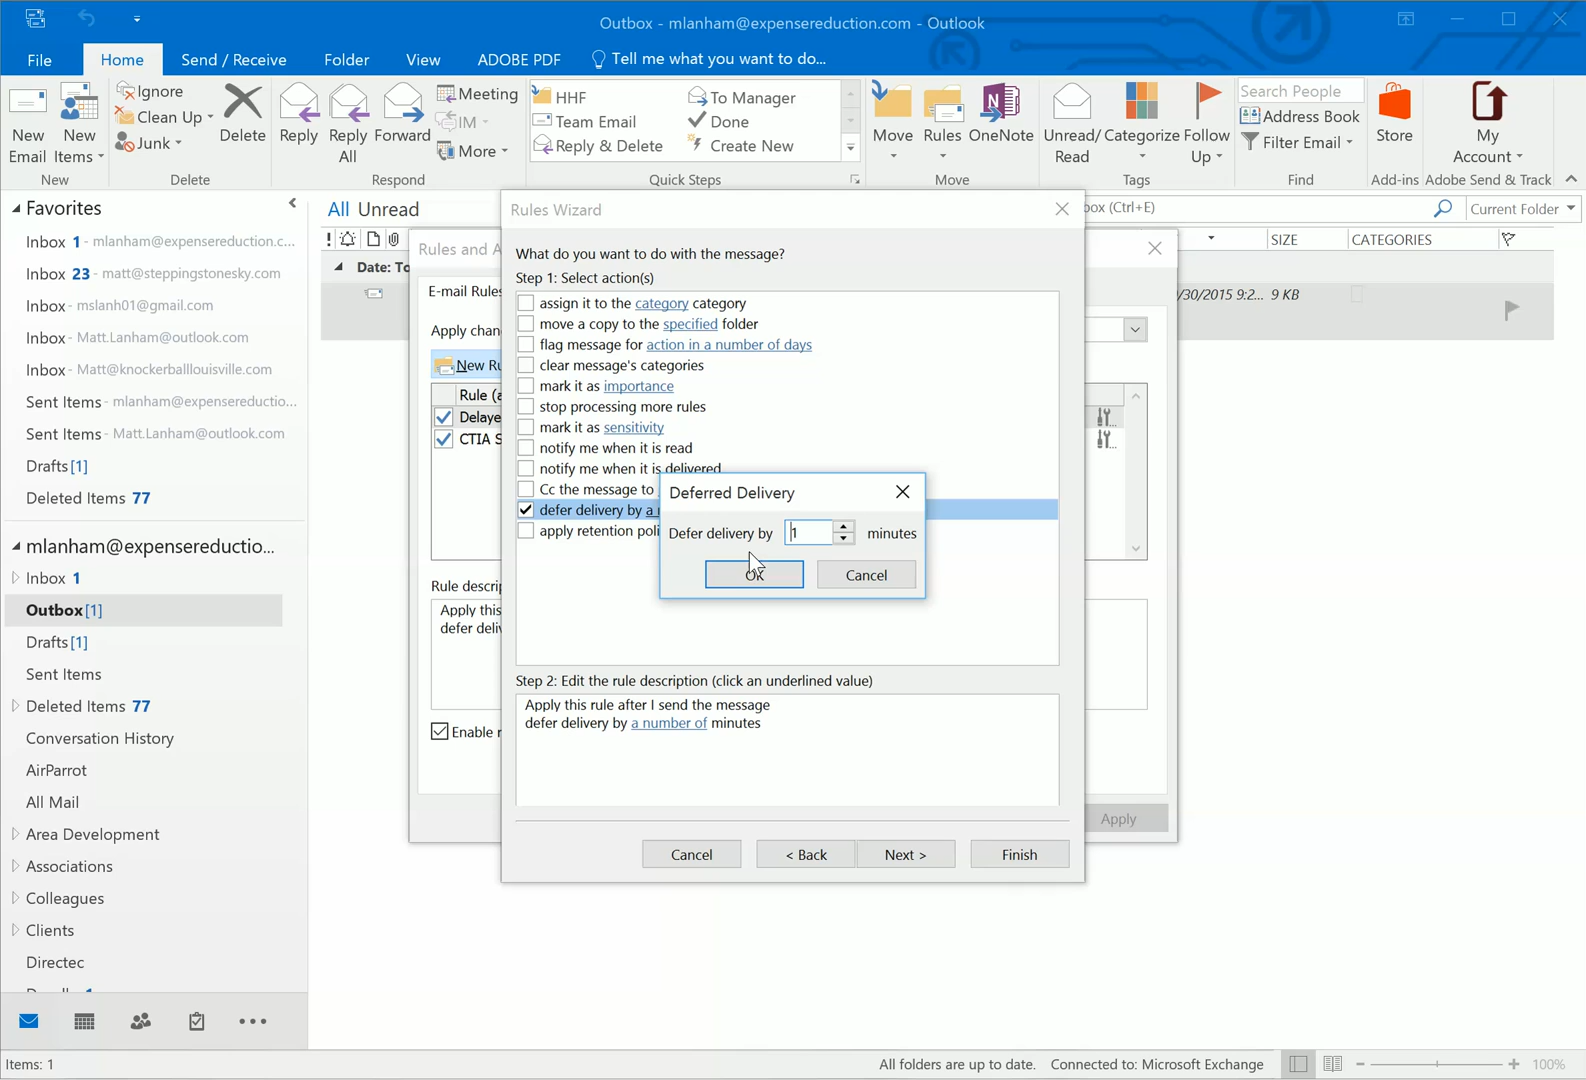 Outbox - mlanham@expensereduction.com - Outlook
File Home Send / Receive Folder View ADOBE PDF Tell me what you want to do...
New Email
New Items
New
Ignore
Clean Up
Junk
Delete
Delete
Reply
Reply All
Forward
Meeting
IM
More
Respond
HHF
Team Email
Reply & Delete
To Manager
Done
Create New
Quick Steps
Move
Rules
OneNote
Move
Unread/ Read
Categorize
Follow Up
Tags
Search People
Address Book
Filter Email
Find
Store
Add-ins
My Account
Adobe Send & Track
Favorites
Inbox 1 - mlanham@expensereduction.c...
Inbox 23 - matt@steppingstonesky.com
Inbox - mslanh01@gmail.com
Inbox - Matt.Lanham@outlook.com
Inbox - Matt@knockerballlouisville.com
Sent Items - mlanham@expensereductio...
Sent Items - Matt.Lanham@outlook.com
Drafts [1]
Deleted Items 77
mlanham@expensereductio...
Inbox 1
Outbox [1]
Drafts [1]
Sent Items
Deleted Items 77
Conversation History
AirParrot
All Mail
Area Development
Associations
Colleagues
Clients
Directec
All Unread
box (Ctrl+E)
Current Folder
SIZE CATEGORIES
Date: To
/30/2015 9:2... 9 KB
Rules and A
E-mail Rules
Apply chan
New Ru
Rule (a
Delaye
CTIA S
Rule descrip
Apply this
defer deliv
Enable r
Apply
Rules Wizard
What do you want to do with the message?
Step 1: Select action(s)
assign it to the category category
move a copy to the specified folder
flag message for action in a number of days
clear message's categories
mark it as importance
stop processing more rules
mark it as sensitivity
notify me when it is read
notify me when it is delivered
Cc the message to
defer delivery by a
apply retention poli
Deferred Delivery
Defer delivery by 1 minutes
OK Cancel
Step 2: Edit the rule description (click an underlined value)
Apply this rule after I send the message
defer delivery by a number of minutes
Cancel < Back Next > Finish
Items: 1
All folders are up to date. Connected to: Microsoft Exchange 100%